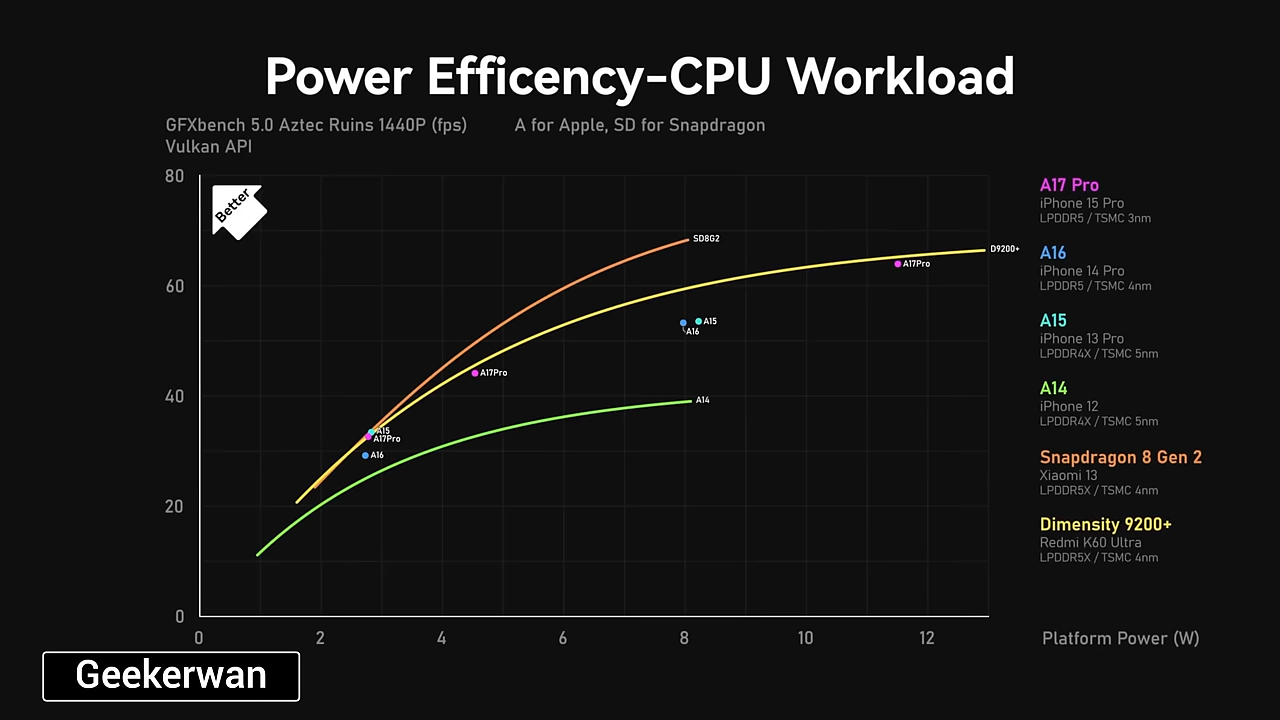 Power Efficency-CPU Workload
GFXbench 5.0 Aztec Ruins 1440P (fps) A for Apple, SD for Snapdragon
Vulkan API
80
Better
60
40
20
0
0 2 4 6 8 10 12 Platform Power (W)
SD8G2
D9200+
A17Pro
A15
A16
A17Pro
A14
A15
A17Pro
A16
A17 Pro
iPhone 15 Pro
LPDDR5 / TSMC 3nm
A16
iPhone 14 Pro
LPDDR5 / TSMC 4nm
A15
iPhone 13 Pro
LPDDR4X / TSMC 5nm
A14
iPhone 12
LPDDR4X / TSMC 5nm
Snapdragon 8 Gen 2
Xiaomi 13
LPDDR5X / TSMC 4nm
Dimensity 9200+
Redmi K60 Ultra
LPDDR5X / TSMC 4nm
Geekerwan